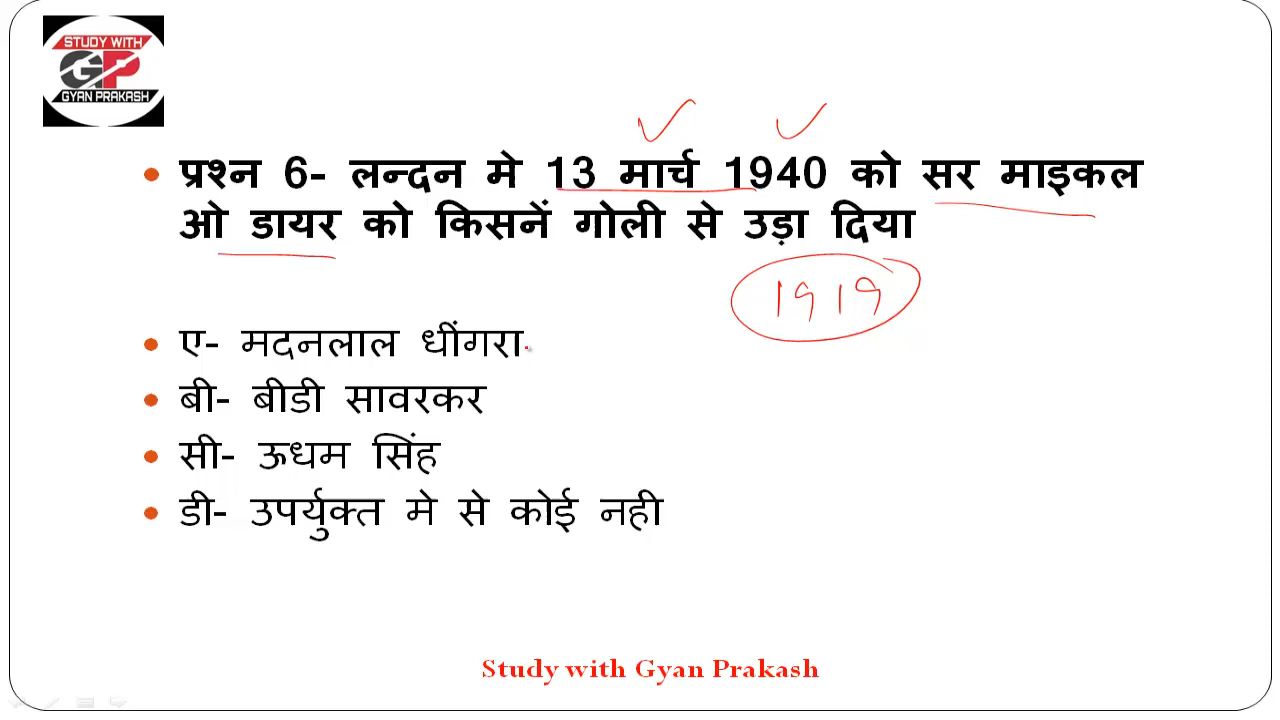 STUDY WITH
GP
GYAN PRAKASH
प्रश्न 6- लन्दन मे 13 मार्च 1940 को सर माइकल
ओ डायर को किसनें गोली से उड़ा दिया
1919
ए- मदनलाल धींगरा
बी- बीडी सावरकर
सी- ऊधम सिंह
डी- उपर्युक्त मे से कोई नही
Study with Gyan Prakash